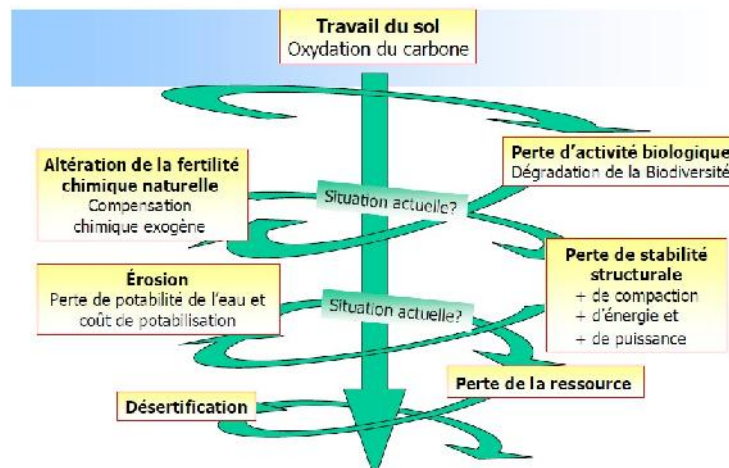 Travail du sol
Oxydation du carbone
Perte d'activité biologique
Dégradation de la Biodiversité
Altération de la fertilité
chimique naturelle
Compensation
chimique exogène
Situation actuelle?
Perte de stabilité
structurale
+ de compaction
+ d'énergie et
+ de puissance
Érosion
Perte de potabilité de l'eau et
coût de potabilisation
Situation actuelle?
Perte de la ressource
Désertification